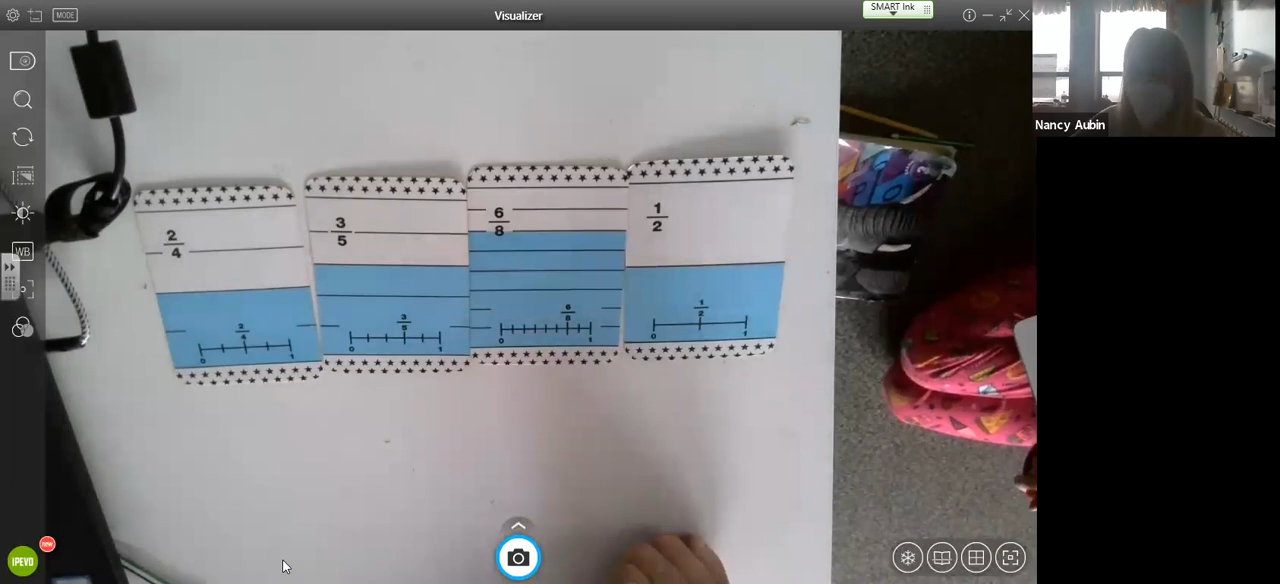 MODE
Visualizer
SMART Ink
Nancy Aubin
2/4
3/5
6/8
1/2
2/4
0 1
3/5
0 1
6/8
0 1
1/2
0 1
WB
new
IPEVO